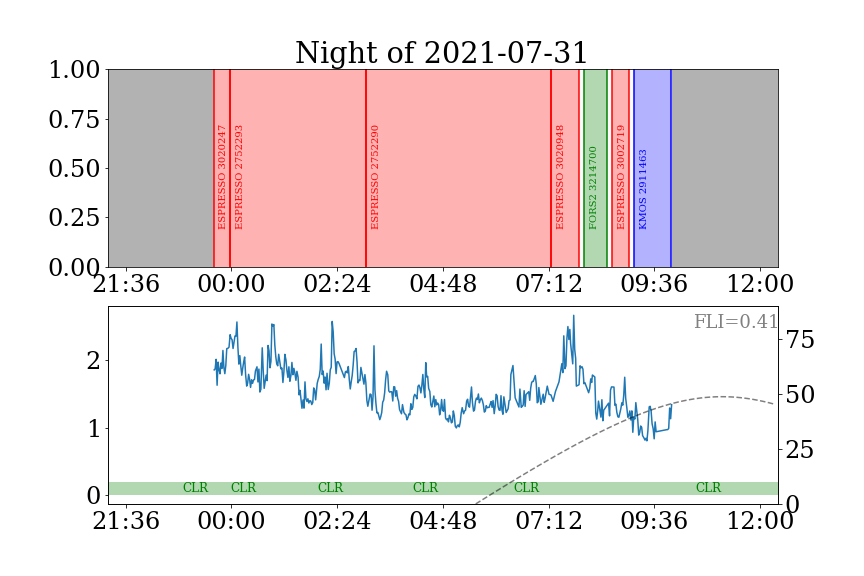 Night of 2021-07-31
1.00
0.75
0.50
0.25
0.00
ESPRESSO 3020247
ESPRESSO 2752293
ESPRESSO 2752290
ESPRESSO 3020948
FORS2 3214700
ESPRESSO 3002719
KMOS 2911463
21:36 00:00 02:24 04:48 07:12 09:36 12:00
FLI=0.41
2
1
0
75
50
25
0
CLR CLR CLR CLR CLR CLR
21:36 00:00 02:24 04:48 07:12 09:36 12:00